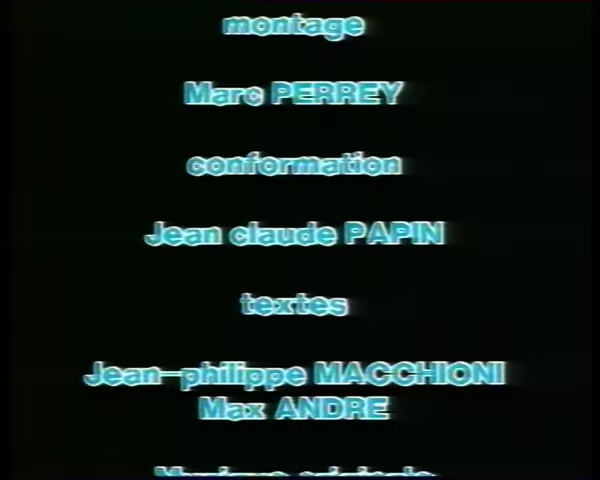 montage
Marc PERREY
conformation
Jean claude PAPIN
textes
Jean-philippe MACCHIONI
Max ANDRE